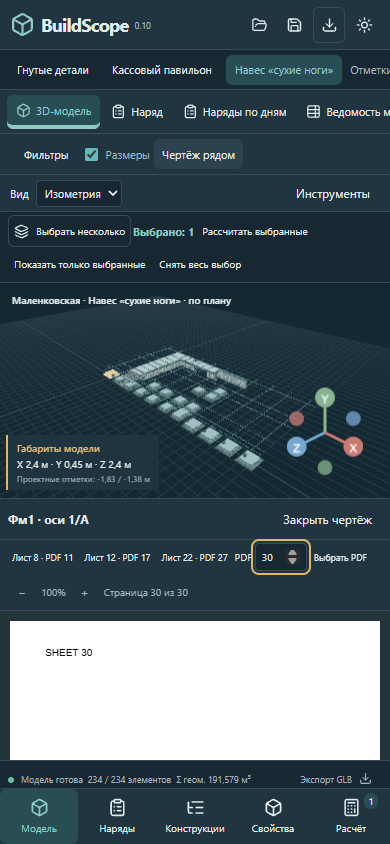 BuildScope 0.10
Гнутые детали Кассовый павильон Навес «сухие ноги» Отметки
3D-модель Наряд Наряды по дням Ведомость м
Фильтры Размеры Чертёж рядом
Вид Изометрия Инструменты
Выбрать несколько Выбрано: 1 Рассчитать выбранные
Показать только выбранные Снять весь выбор
Маленковская · Навес «сухие ноги» · по плану
Y
Z X
Габариты модели
X 2,4 м · Y 0,45 м · Z 2,4 м
Проектные отметки: -1,83 / -1,38 м
Фм1 · оси 1/А Закрыть чертёж
Лист 8 · PDF 11 Лист 12 · PDF 17 Лист 22 · PDF 27 PDF 30 Выбрать PDF
− 100% + Страница 30 из 30
SHEET 30
Модель готова 234 / 234 элементов Σ геом. 191,579 м³ Экспорт GLB
Модель Наряды Конструкции Свойства Расчёт 1